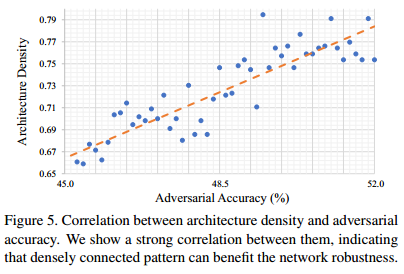 0.79
0.77
0.75
0.73
0.71
0.69
0.67
0.65
Architecture Density
45.0 48.5 52.0
Adversarial Accuracy (%)
Figure 5. Correlation between architecture density and adversarial
accuracy. We show a strong correlation between them, indicating
that densely connected pattern can benefit the network robustness.